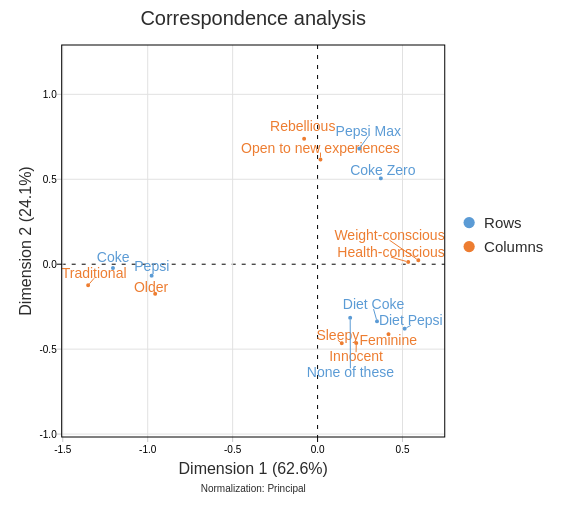 Correspondence analysis
1.0
0.5
0.0
-0.5
-1.0
Dimension 2 (24.1%)
Rebellious
Pepsi Max
Open to new experiences
Coke Zero
Weight-conscious
Health-conscious
Coke
Pepsi
Traditional
Older
Diet Coke
Diet Pepsi
Sleepy
Feminine
Innocent
None of these
Rows
Columns
-1.5
-1.0
-0.5
0.0
0.5
Dimension 1 (62.6%)
Normalization: Principal